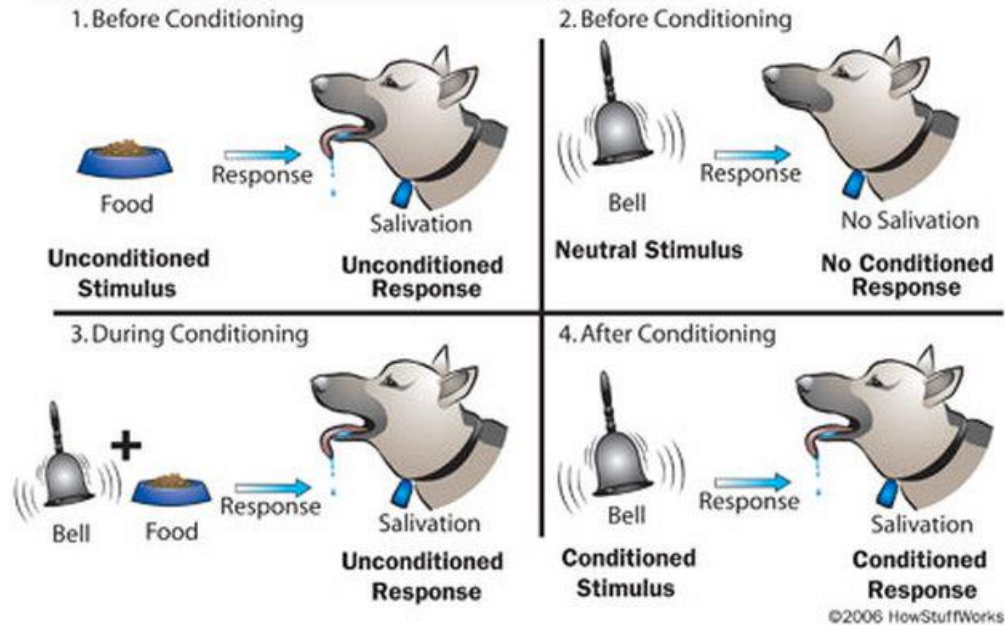 1. Before Conditioning
Response
Food
Salivation
Unconditioned
Stimulus
Unconditioned
Response
2. Before Conditioning
Response
Bell
No Salivation
Neutral Stimulus
No Conditioned
Response
3. During Conditioning
+
Response
Bell
Food
Salivation
Unconditioned
Response
4. After Conditioning
Response
Bell
Salivation
Conditioned
Stimulus
Conditioned
Response
©2006 HowStuffWorks